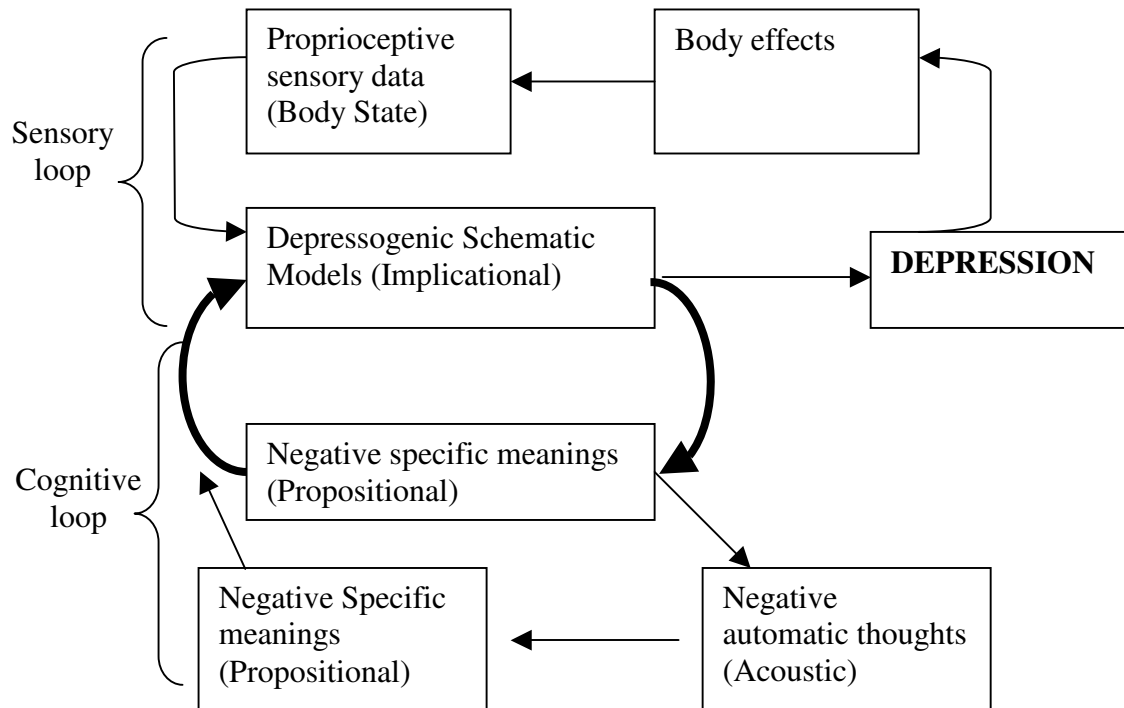 Proprioceptive
sensory data
(Body State)
Body effects
Sensory
loop
Depressogenic Schematic
Models (Implicational)
DEPRESSION
Negative specific meanings
(Propositional)
Cognitive
loop
Negative Specific
meanings
(Propositional)
Negative
automatic thoughts
(Acoustic)